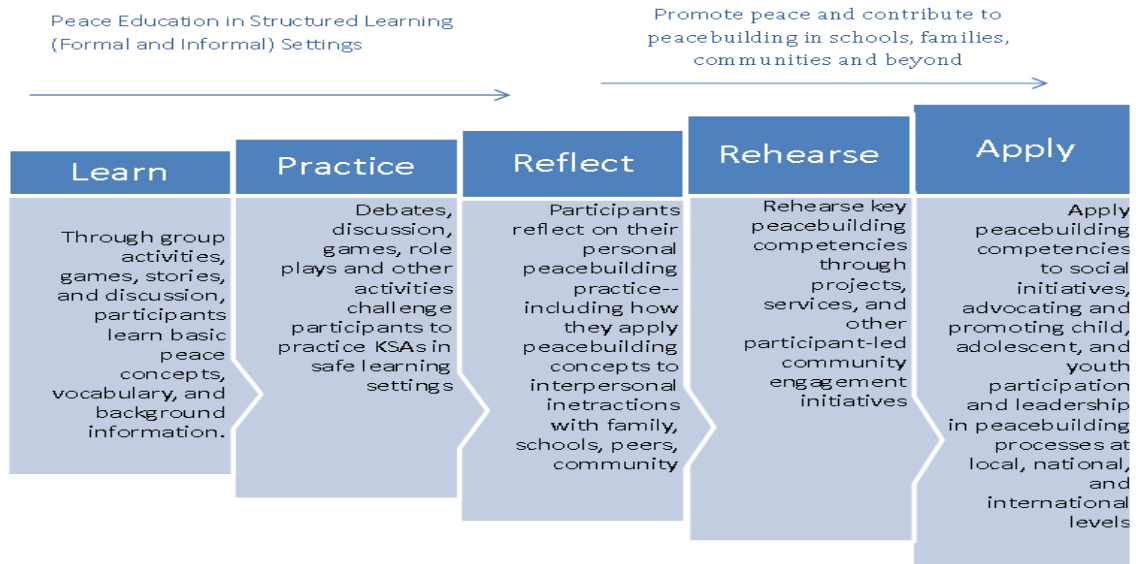 Peace Education in Structured Learning
(Formal and Informal) Settings
Promote peace and contribute to
peacebuilding in schools, families,
communities and beyond
Learn
Through group
activities,
games, stories,
and discussion,
participants
learn basic
peace
concepts,
vocabulary, and
background
information.
Practice
Debates,
discussion,
games, role
plays and other
activities
challenge
participants to
practice KSAs in
safe learning
settings
Reflect
Participants
reflect on their
personal
peacebuilding
practice--
including how
they apply
peacebuilding
concepts to
interpersonal
inetractions
with family,
schools, peers,
community
Rehearse
Rehearse key
peacebuilding
competencies
through
projects,
services, and
other
participant-led
community
engagement
initiatives
Apply
Apply
peacebuilding
competencies
to social
initiatives,
advocating and
promoting child,
adolescent, and
youth
participation
and leadership
in peacebuilding
processes at
local, national,
and
international
levels